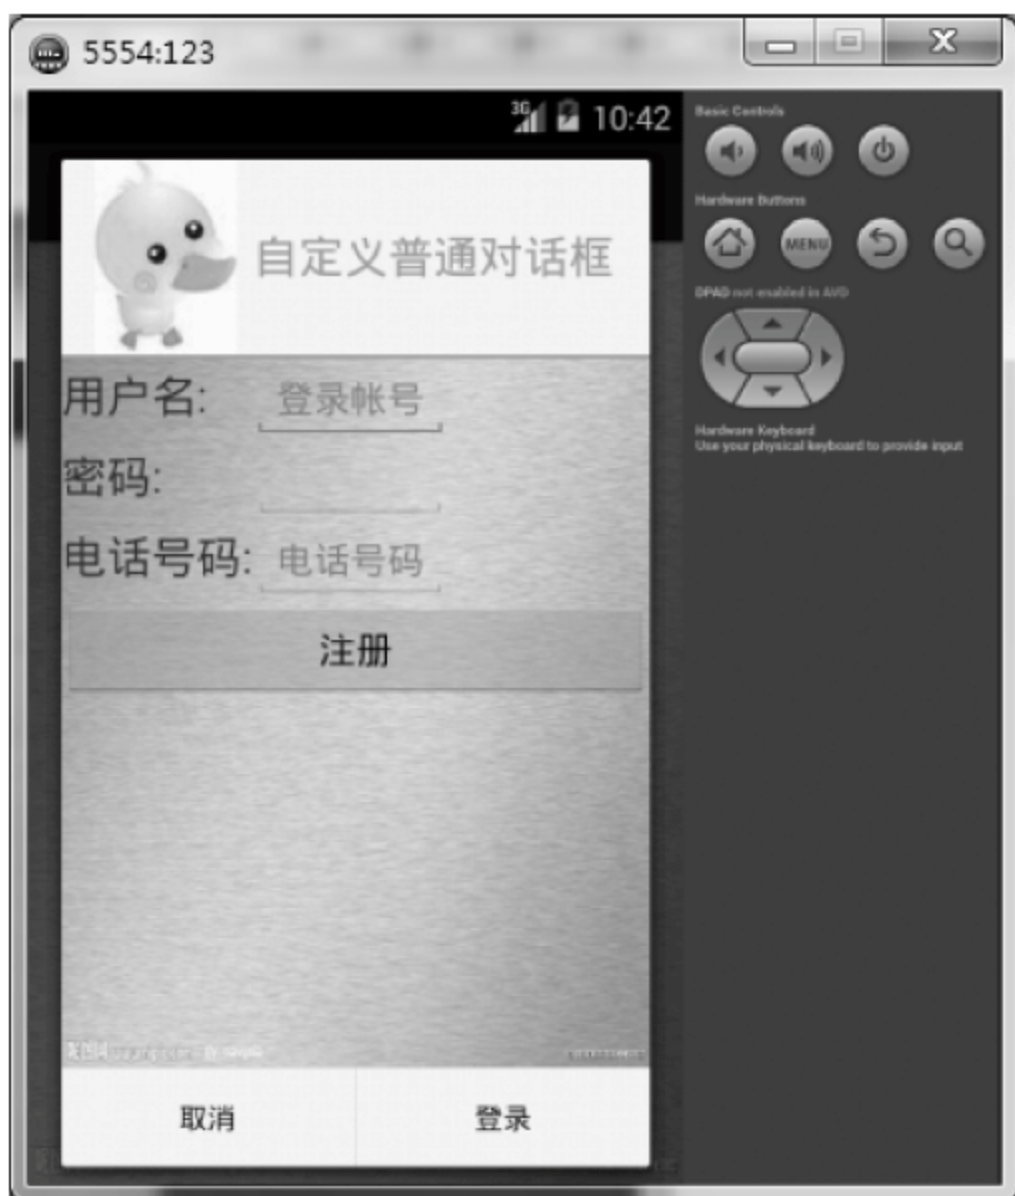 5554:123
3G 10:42
Basic Controls
Hardware Buttons
MENU
DPAD not enabled in AVD
Hardware Keyboard
Use your physical keyboard to provide input
自定义普通对话框
用户名: 登录帐号
密码:
电话号码: 电话号码
注册
取消 登录